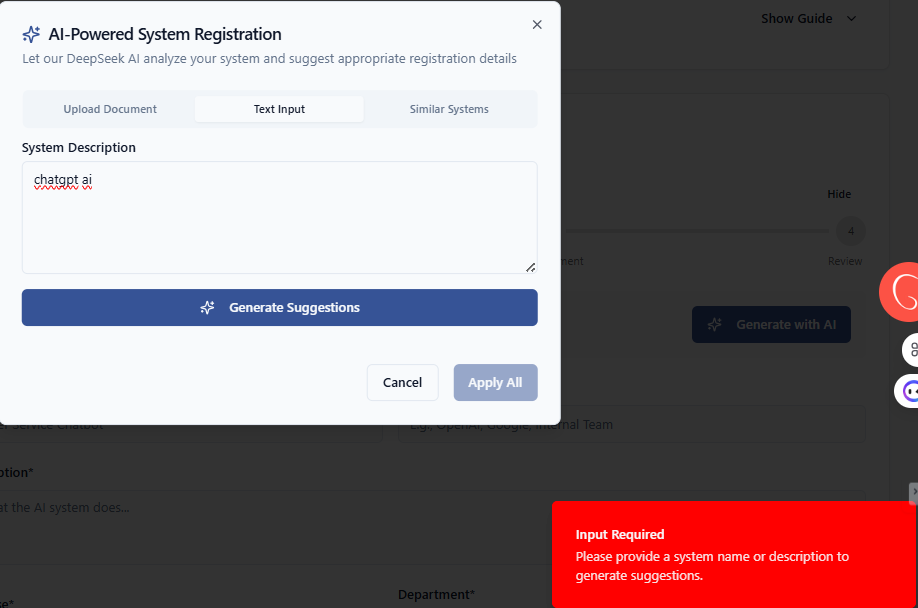 Show Guide
AI-Powered System Registration
Let our DeepSeek AI analyze your system and suggest appropriate registration details
Upload Document
Text Input
Similar Systems
System Description
chatgpt ai
Hide
4
Review
Generate Suggestions
Generate with AI
Cancel
Apply All
Service Chatbot
E.g., OpenAI, Google, Internal Team
ption*
at the AI system does...
Input Required
Please provide a system name or description to
generate suggestions.
Department*